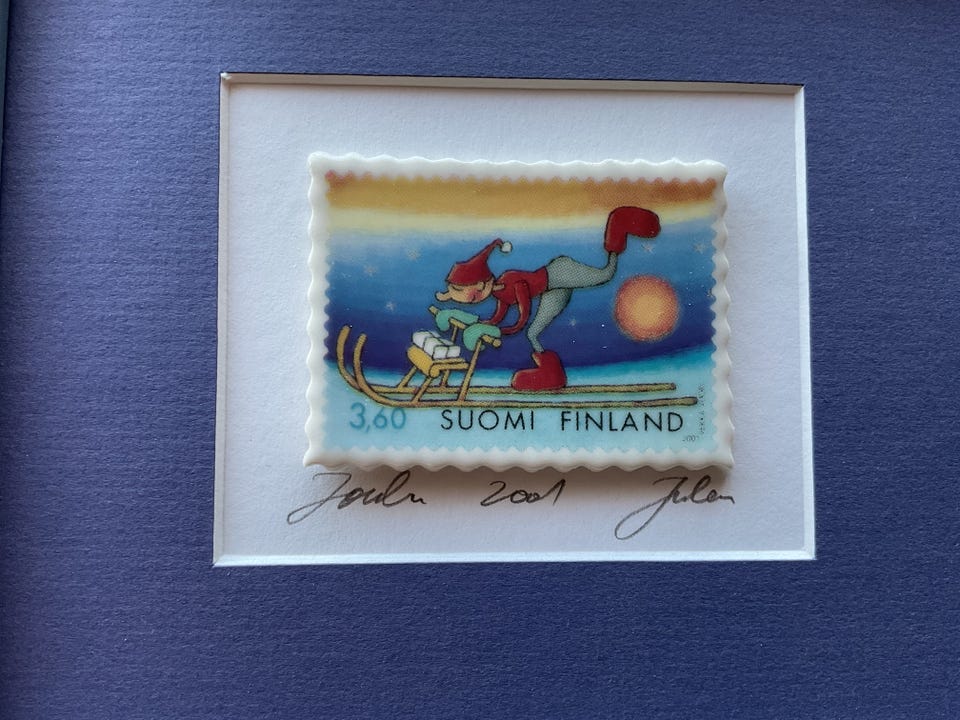 3,60 SUOMI FINLAND
2001
Joulu 2001 Julen